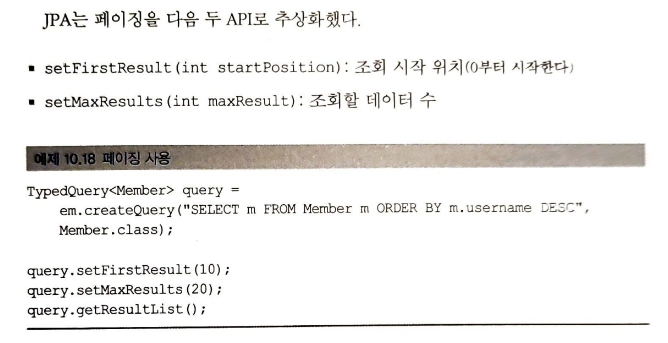 JPA는 페이징을 다음 두 API로 추상화했다.
▪ setFirstResult(int startPosition): 조회 시작 위치(0부터 시작한다)
▪ setMaxResults(int maxResult): 조회할 데이터 수
예제 10.18 페이징 사용
TypedQuery<Member> query =
    em.createQuery("SELECT m FROM Member m ORDER BY m.username DESC",
    Member.class);
query.setFirstResult(10);
query.setMaxResults(20);
query.getResultList();